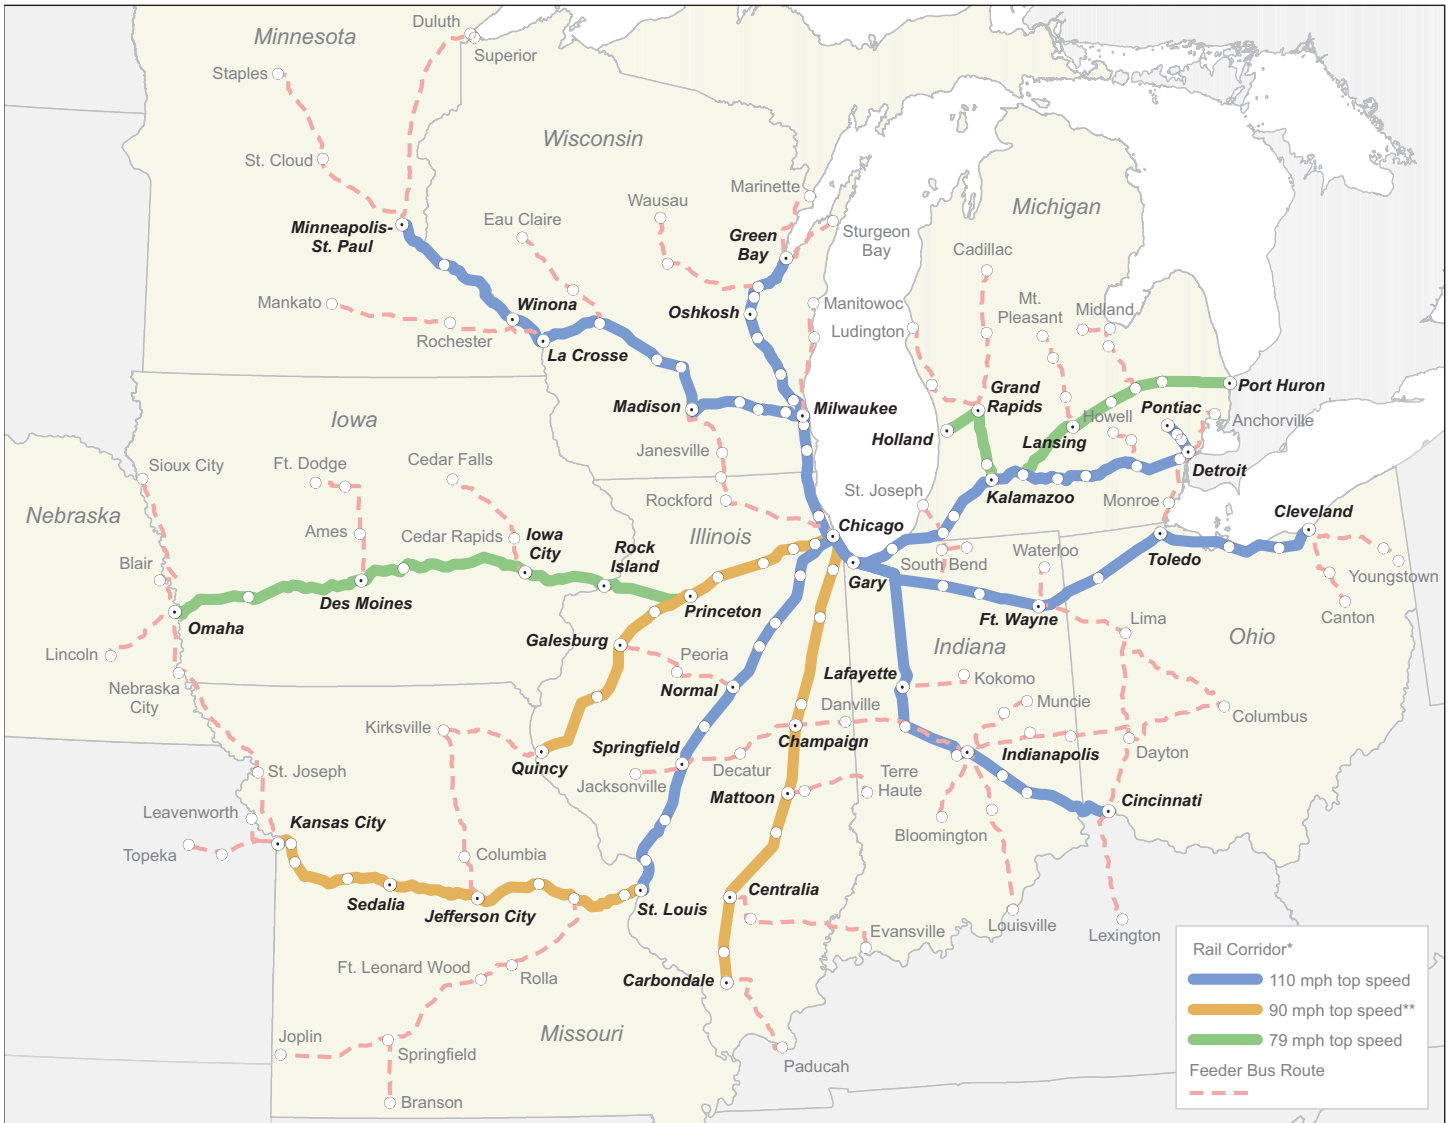 Duluth
Minnesota
Superior
Staples
Wisconsin
St. Cloud
Marinette
Wausau
Michigan
Eau Claire
Minneapolis-
St. Paul
Green
Bay
Sturgeon
Bay
Cadillac
Mankato
Winona
Oshkosh
Manitowoc
Mt.
Pleasant
Midland
Ludington
Rochester
La Crosse
Grand
Rapids
Port Huron
Madison
Milwaukee
Pontiac
Iowa
Howell
Anchorville
Holland
Lansing
Janesville
Sioux City
Ft. Dodge
Cedar Falls
Detroit
St. Joseph
Kalamazoo
Rockford
Monroe
Nebraska
Chicago
Cleveland
Ames
Cedar Rapids
Iowa
City
Illinois
Rock
Island
Waterloo
Toledo
Blair
South Bend
Gary
Youngstown
Des Moines
Princeton
Ft. Wayne
Canton
Omaha
Lima
Galesburg
Indiana
Ohio
Lincoln
Peoria
Lafayette
Kokomo
Nebraska
City
Normal
Muncie
Danville
Columbus
Kirksville
Champaign
Springfield
Indianapolis
Dayton
Quincy
Decatur
St. Joseph
Jacksonville
Terre
Haute
Mattoon
Cincinnati
Leavenworth
Kansas City
Bloomington
Topeka
Columbia
Centralia
Sedalia
Jefferson City
St. Louis
Louisville
Evansville
Lexington
Rail Corridor*
Ft. Leonard Wood
Rolla
Carbondale
110 mph top speed
90 mph top speed**
Joplin
Missouri
79 mph top speed
Springfield
Paducah
Feeder Bus Route
Branson